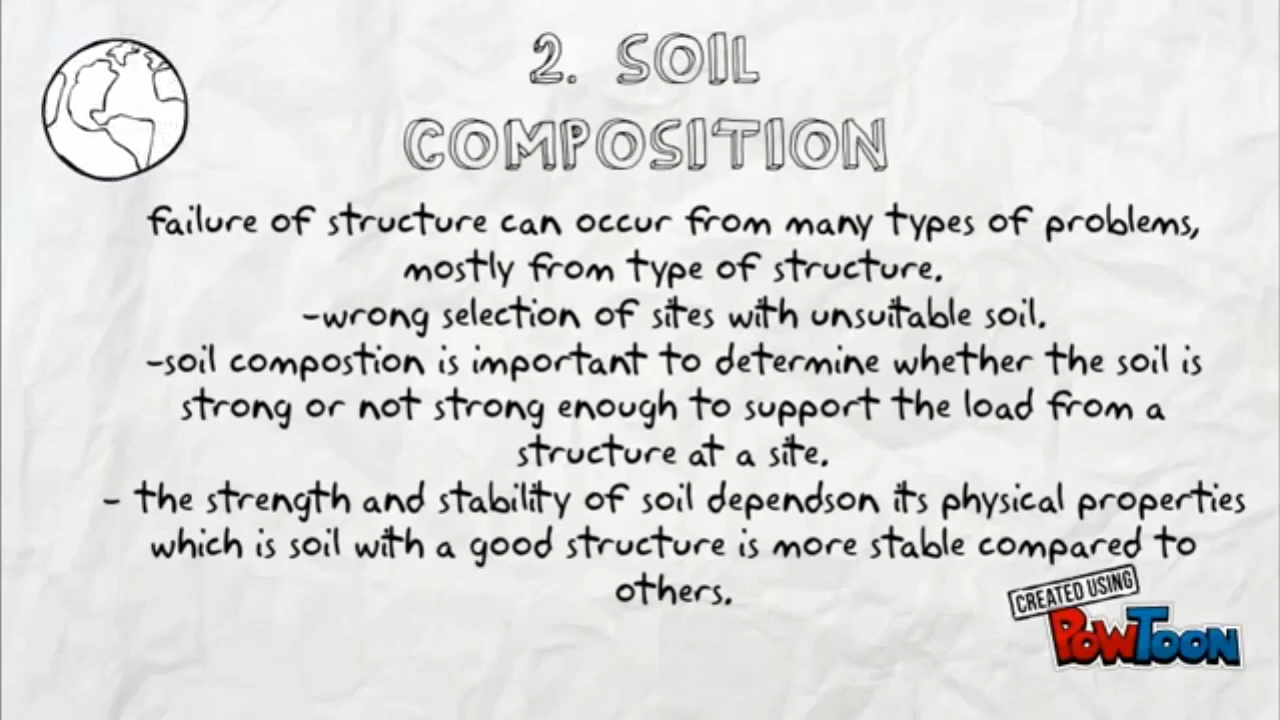 2. SOIL
COMPOSITION
failure of structure can occur from many types of problems,
mostly from type of structure.
-wrong selection of sites with unsuitable soil.
-soil compostion is important to determine whether the soil is
strong or not strong enough to support the load from a
structure at a site.
- the strength and stability of soil dependson its physical properties
which is soil with a good structure is more stable compared to
others.
CREATED USING
POWTOON